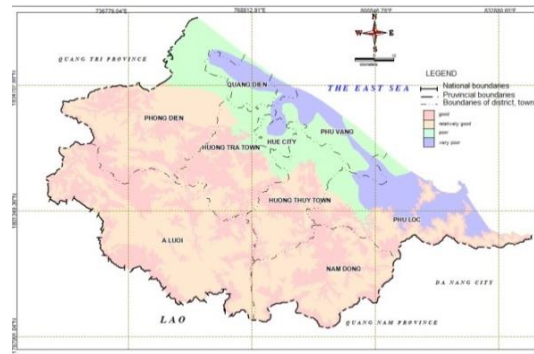 N
W E
S
QUANG TRI PROVINCE
QUANG DIEN
THE EAST SEA
LEGEND
National boundaries
Provincial boundaries
Boundaries of district, town
good
relatively good
poor
very poor
PHONG DIEN
PHU VANG
HUONG TRA TOWN
HUE CITY
HUONG THUY TOWN
PHU LOC
A LUOI
NAM DONG
DA NANG CITY
LAO
QUANG NAM PROVINCE